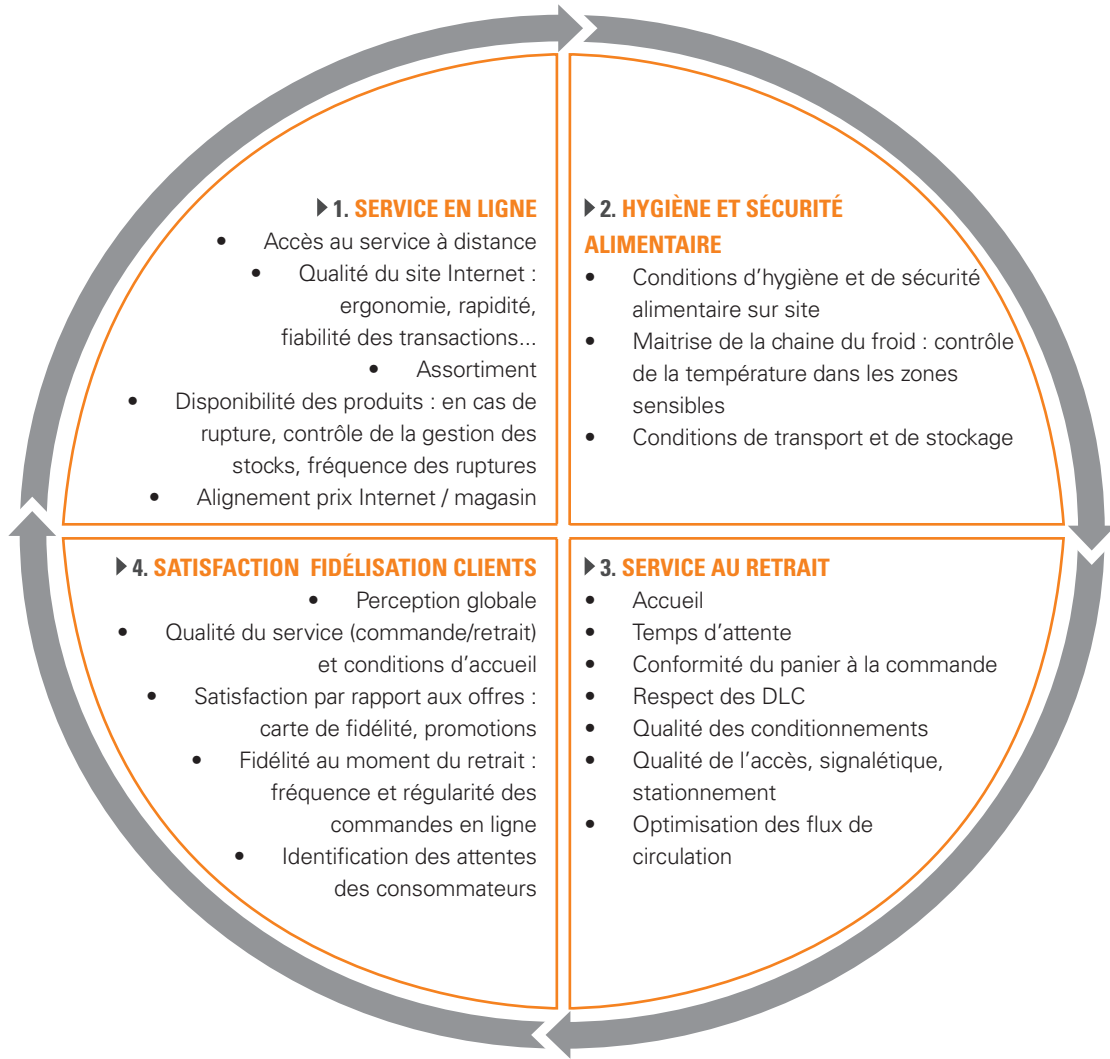 1. SERVICE EN LIGNE
• Accès au service à distance
• Qualité du site Internet :
ergonomie, rapidité,
fiabilité des transactions...
• Assortiment
• Disponibilité des produits : en cas de
rupture, contrôle de la gestion des
stocks, fréquence des ruptures
• Alignement prix Internet / magasin
2. HYGIÈNE ET SÉCURITÉ
ALIMENTAIRE
• Conditions d'hygiène et de sécurité
alimentaire sur site
• Maitrise de la chaine du froid : contrôle
de la température dans les zones
sensibles
• Conditions de transport et de stockage
3. SERVICE AU RETRAIT
• Accueil
• Temps d'attente
• Conformité du panier à la commande
• Respect des DLC
• Qualité des conditionnements
• Qualité de l'accès, signalétique,
stationnement
• Optimisation des flux de
circulation
4. SATISFACTION FIDÉLISATION CLIENTS
• Perception globale
• Qualité du service (commande/retrait)
et conditions d'accueil
• Satisfaction par rapport aux offres :
carte de fidélité, promotions
• Fidélité au moment du retrait :
fréquence et régularité des
commandes en ligne
• Identification des attentes
des consommateurs